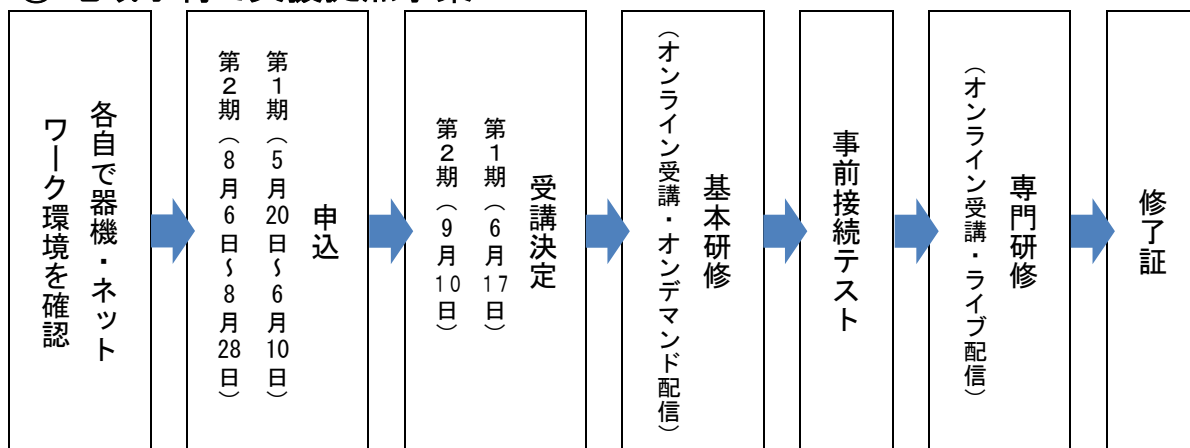 各自で器機・ネット
ワーク環境を確認
申込
第1期（5月20日～6月10日）
第2期（8月6日～8月28日）
受講決定
第1期（6月17日）
第2期（9月10日）
基本研修
（オンライン受講・オンデマンド配信）
事前接続テスト
専門研修
（オンライン受講・ライブ配信）
修了証